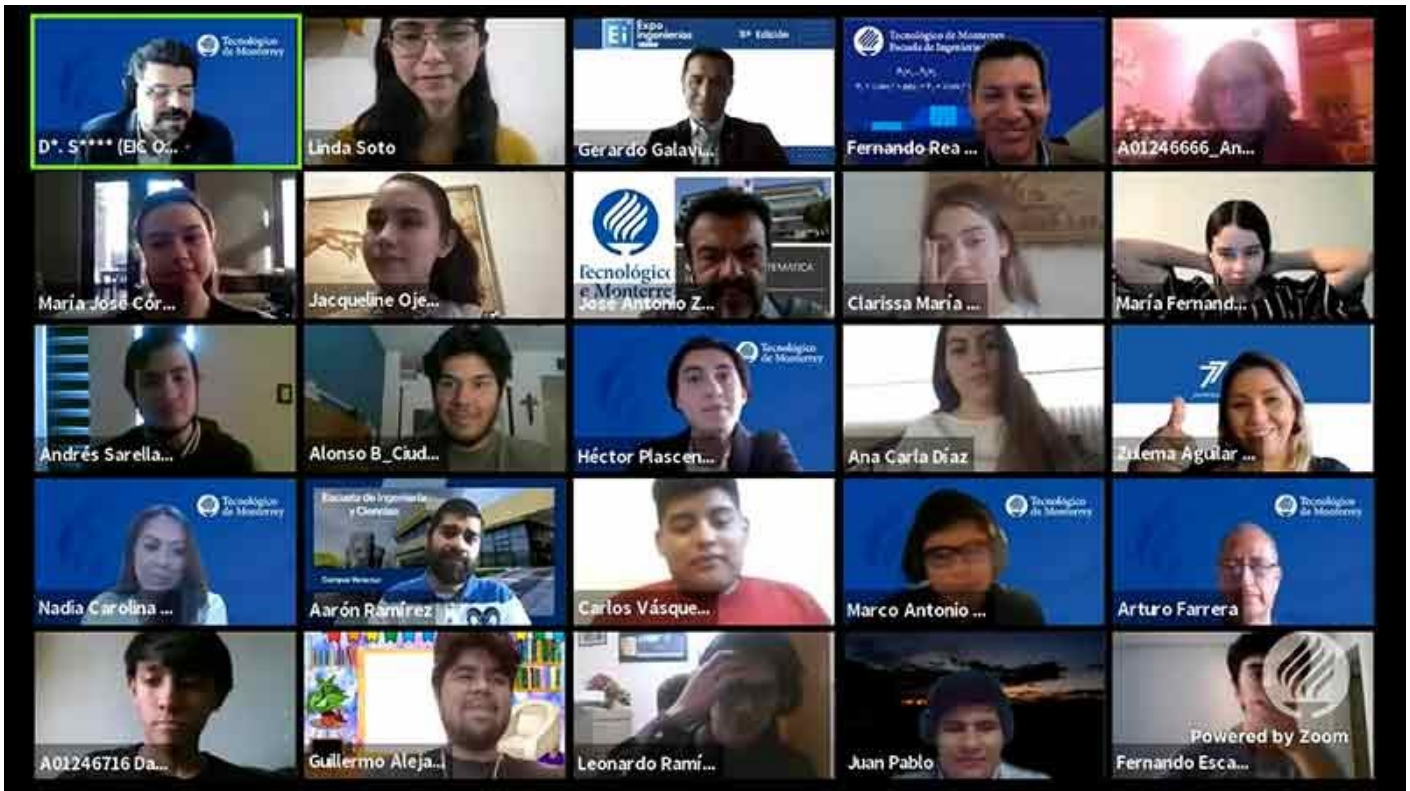 Tecnológico
de Monterrey
D*. S**** (EIC O...
Linda Soto
Ei Expo
Ingenierías
Edición
Gerardo Galavi...
Tecnológico de Monterrey
Escuela de Ingeniería
Fernando Rea ...
A01246666_An...
María José Cór...
Jacqueline Oje...
Tecnológico
de Monterrey
José Antonio Z...
Clarissa María ...
María Fernand...
Andrés Sarella...
Alonso B_Ciud...
Tecnológico
de Monterrey
Héctor Plascen...
Ana Carla Díaz
77
Zulema Aguilar ...
Tecnológico
de Monterrey
Nadia Carolina ...
Escuela de Ingeniería
y Ciencias
Aarón Ramírez
Carlos Vásque...
Tecnológico
de Monterrey
Marco Antonio ...
Tecnológico
de Monterrey
Arturo Farrera
A01246716 Da...
Guillermo Aleja...
Leonardo Ramí...
Juan Pablo
Powered by Zoom
Fernando Esca...